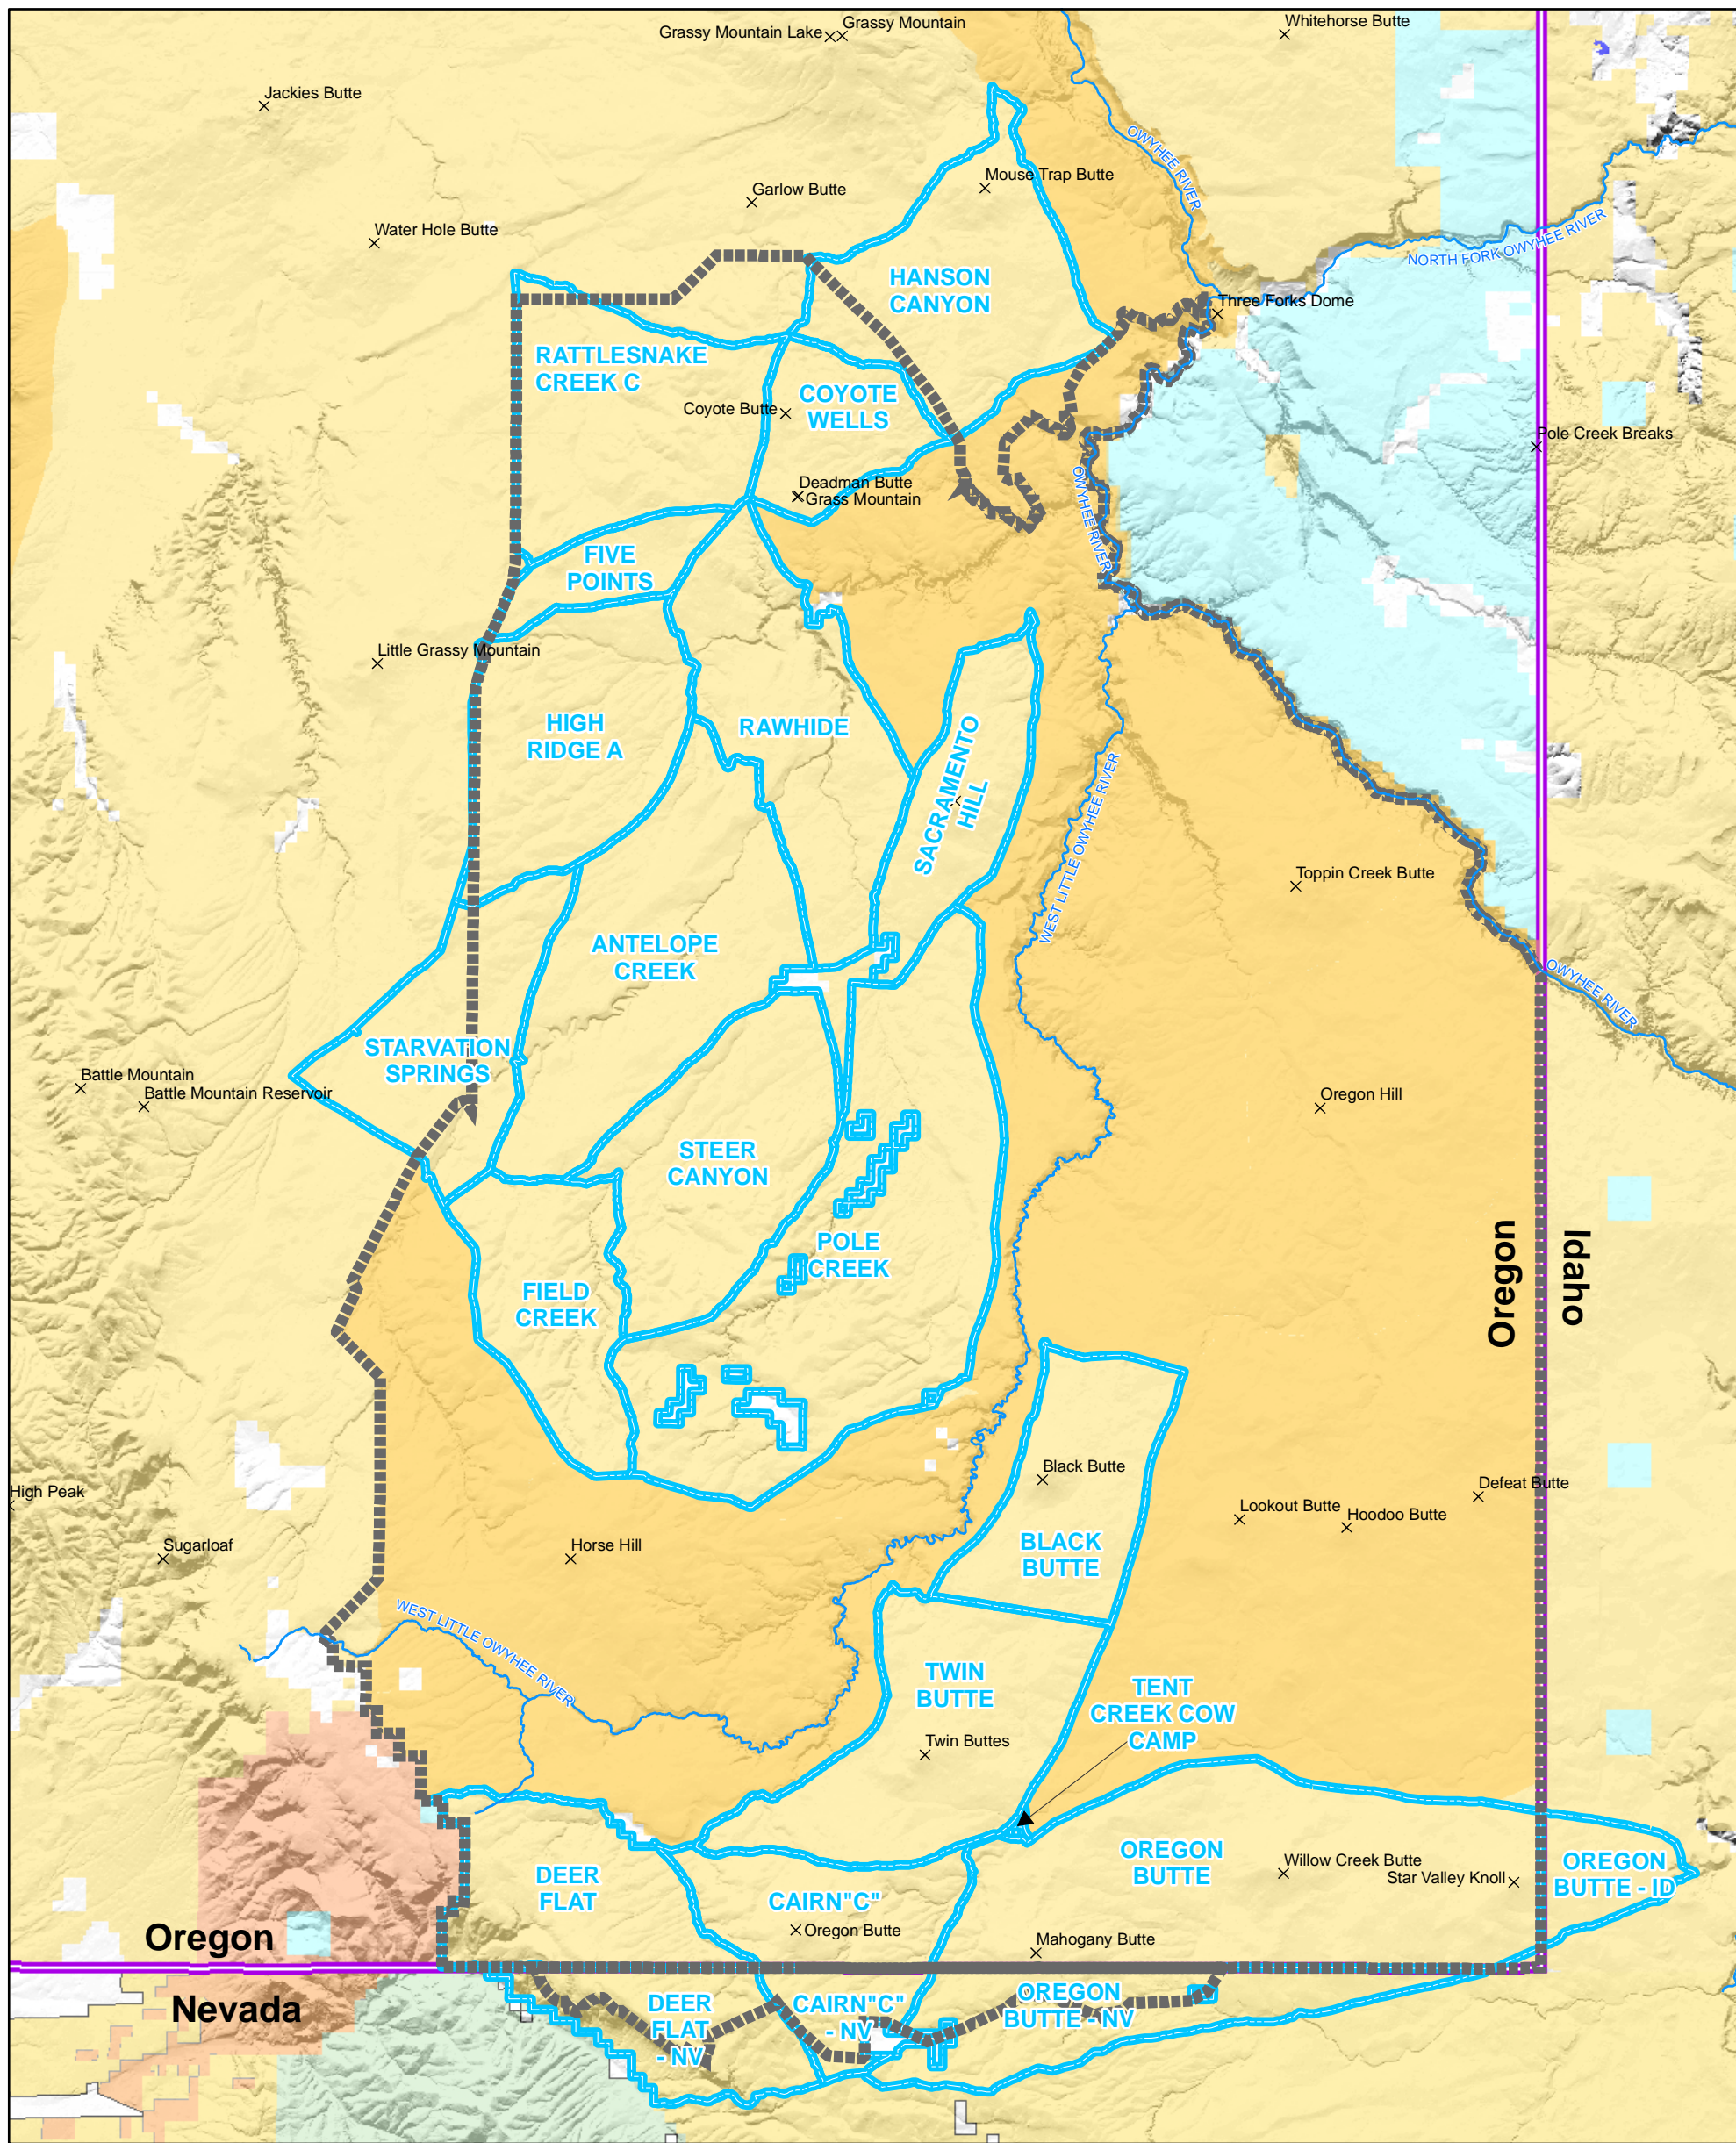 Grassy Mountain
Grassy Mountain Lake
Whitehorse Butte
Jackies Butte
OWYHEE RIVER
Mouse Trap Butte
Garlow Butte
Water Hole Butte
NORTH FORK OWYHEE RIVER
HANSON
CANYON
Three Forks Dome
RATTLESNAKE
CREEK C
COYOTE
WELLS
Coyote Butte
Pole Creek Breaks
Deadman Butte
Grass Mountain
OWYHEE RIVER
FIVE
POINTS
Little Grassy Mountain
HIGH
RIDGE A
RAWHIDE
SACRAMENTO
HILL
WEST LITTLE OWYHEE RIVER
Toppin Creek Butte
ANTELOPE
CREEK
OWYHEE RIVER
STARVATION
SPRINGS
Battle Mountain
Battle Mountain Reservoir
Oregon Hill
STEER
CANYON
POLE
CREEK
Oregon
Idaho
FIELD
CREEK
Black Butte
High Peak
Defeat Butte
Lookout Butte
Hoodoo Butte
Sugarloaf
Horse Hill
BLACK
BUTTE
WEST LITTLE OWYHEE RIVER
TWIN
BUTTE
TENT
CREEK COW
CAMP
Twin Buttes
OREGON
BUTTE
Willow Creek Butte
Star Valley Knoll
OREGON
BUTTE - ID
DEER
FLAT
CAIRN"C"
Oregon Butte
Oregon
Mahogany Butte
Nevada
DEER
FLAT
- NV
CAIRN"C"
- NV
OREGON
BUTTE - NV